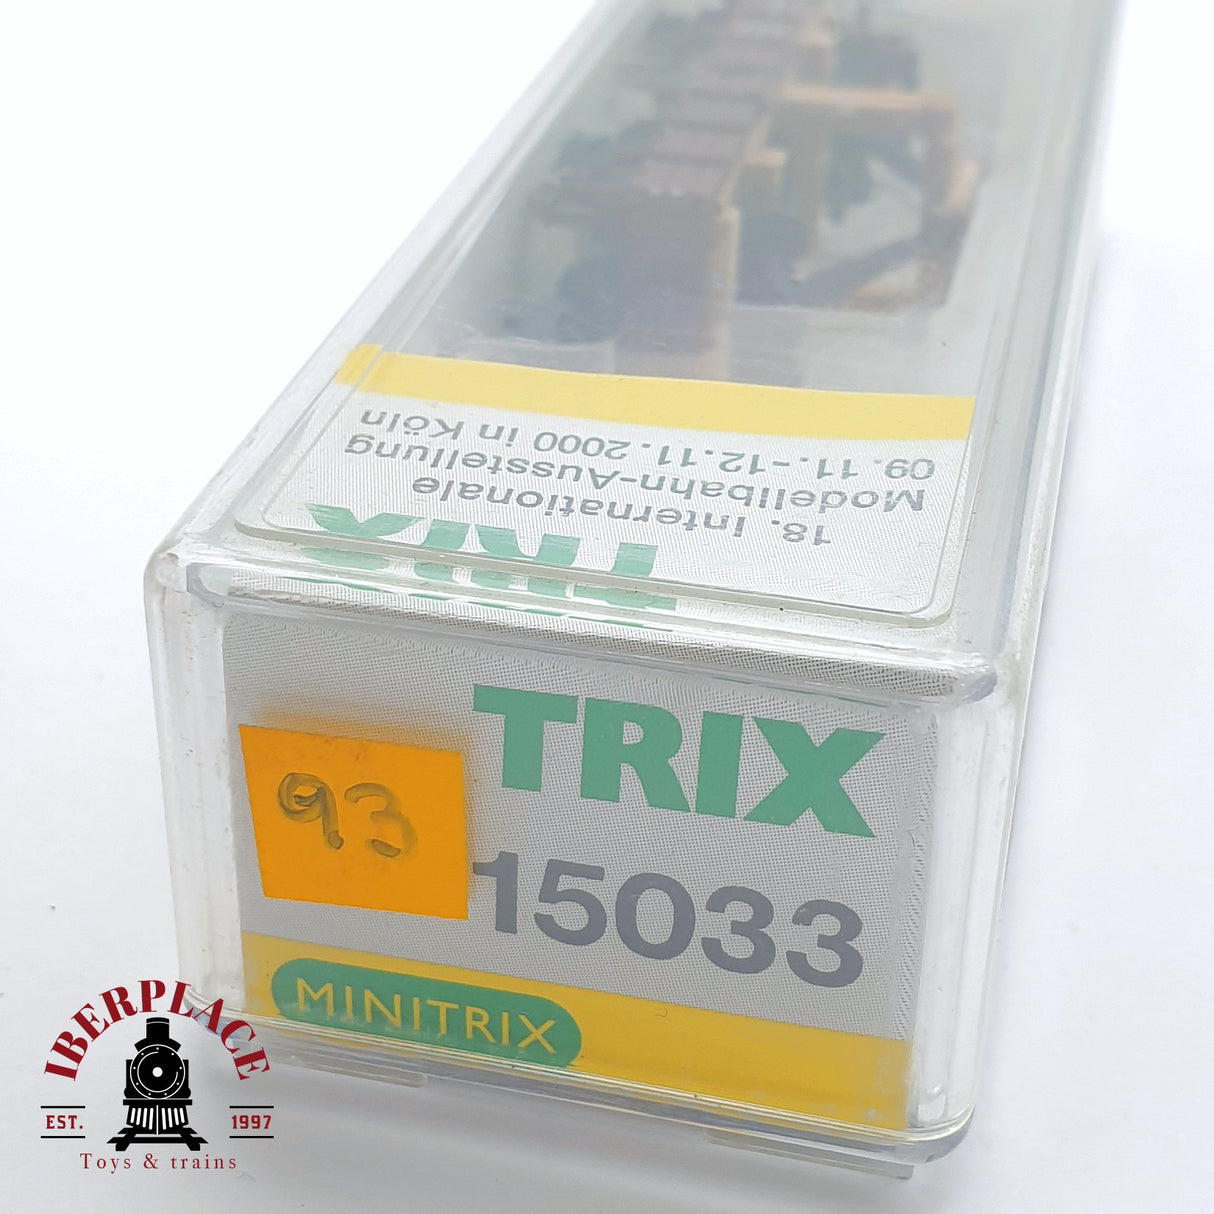 TRIX
18. Internationale
Modellbahn-Ausstellung
09.11.-12.11.2000 in Köln
TRIX
93
15033
MINITRIX
IBERPLACE
EST. 1997
Toys & trains